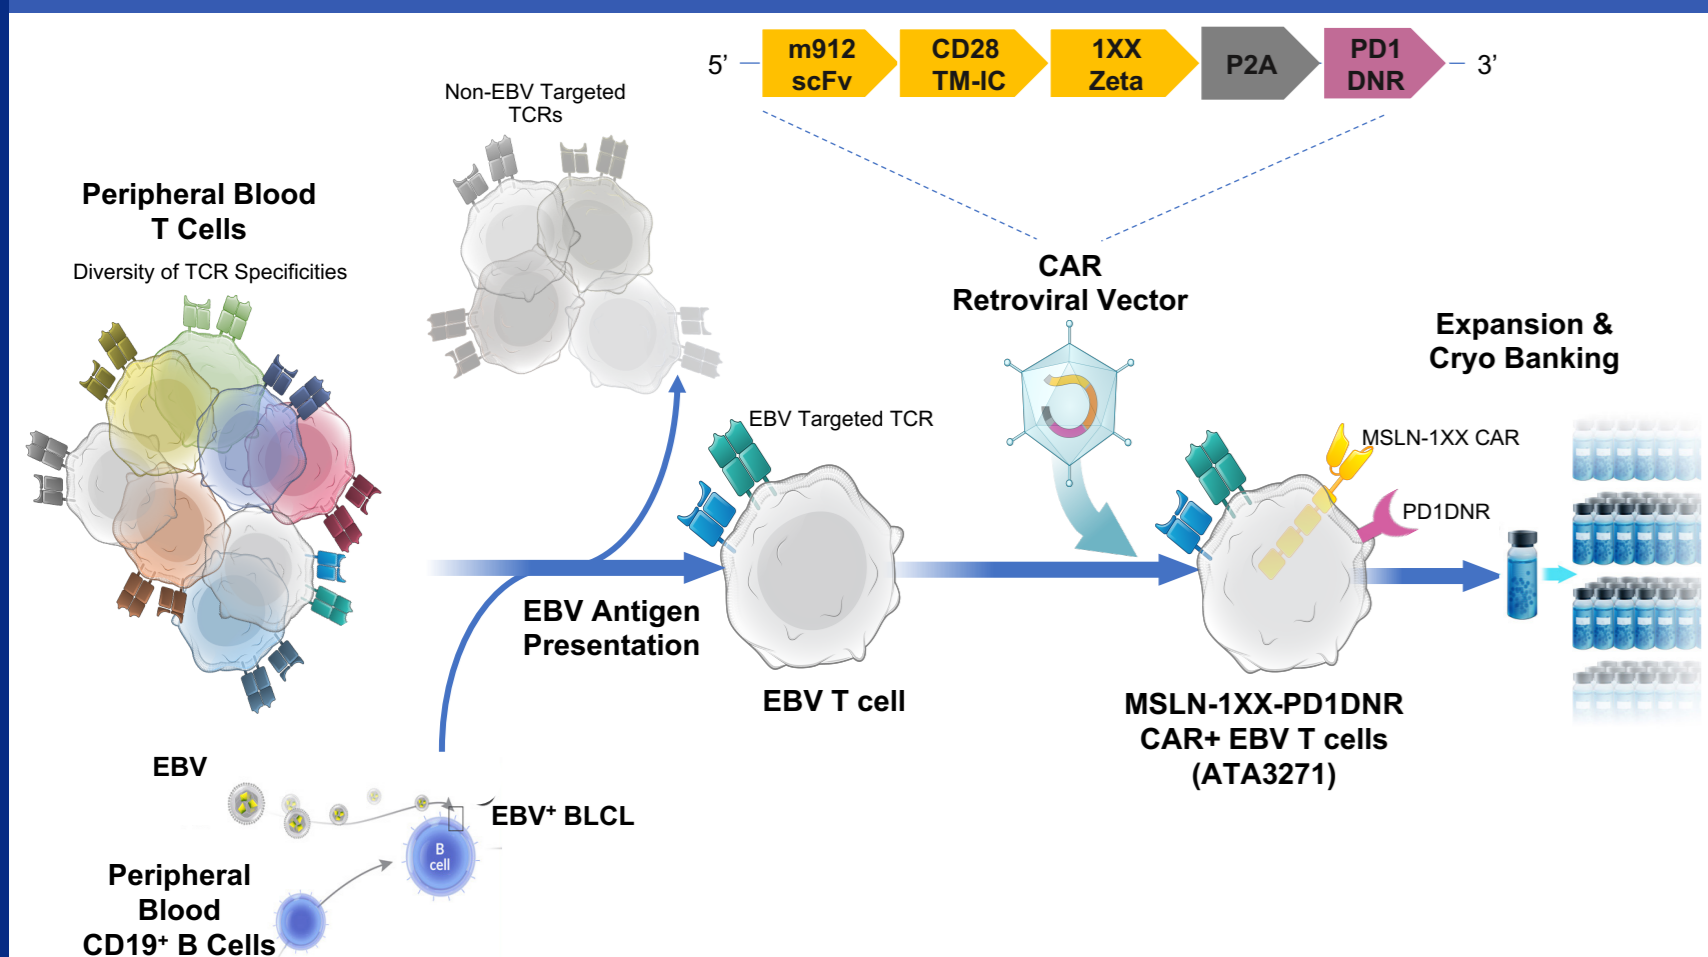 5’
m912
scFv
CD28
TM-IC
1XX
Zeta
P2A
PD1
DNR
3’
Non-EBV Targeted
TCRs
Peripheral Blood
T Cells
Diversity of TCR Specificities
CAR
Retroviral Vector
Expansion &
Cryo Banking
EBV Targeted TCR
MSLN-1XX CAR
PD1DNR
EBV Antigen
Presentation
EBV T cell
MSLN-1XX-PD1DNR
CAR+ EBV T cells
(ATA3271)
EBV
EBV⁺ BLCL
B
cell
Peripheral
Blood
CD19⁺ B Cells